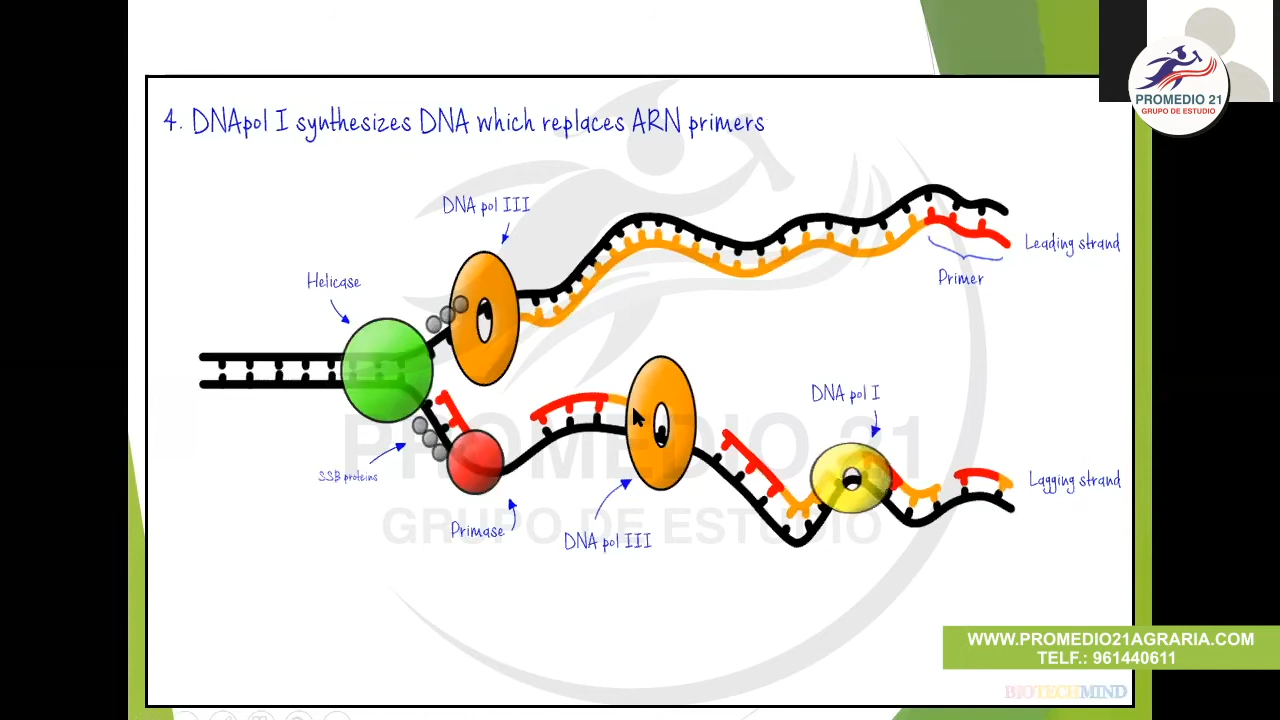 4. DNApol I synthesizes DNA which replaces ARN primers
PROMEDIO 21
GRUPO DE ESTUDIO
DNA pol III
Leading strand
Primer
Helicase
DNA pol I
PROMEDIO 21
SSB proteins
Lagging strand
Primase
DNA pol III
GRUPO DE ESTUDIO
WWW.PROMEDIO21AGRARIA.COM
TELF.: 961440611
BIOTECHMIND